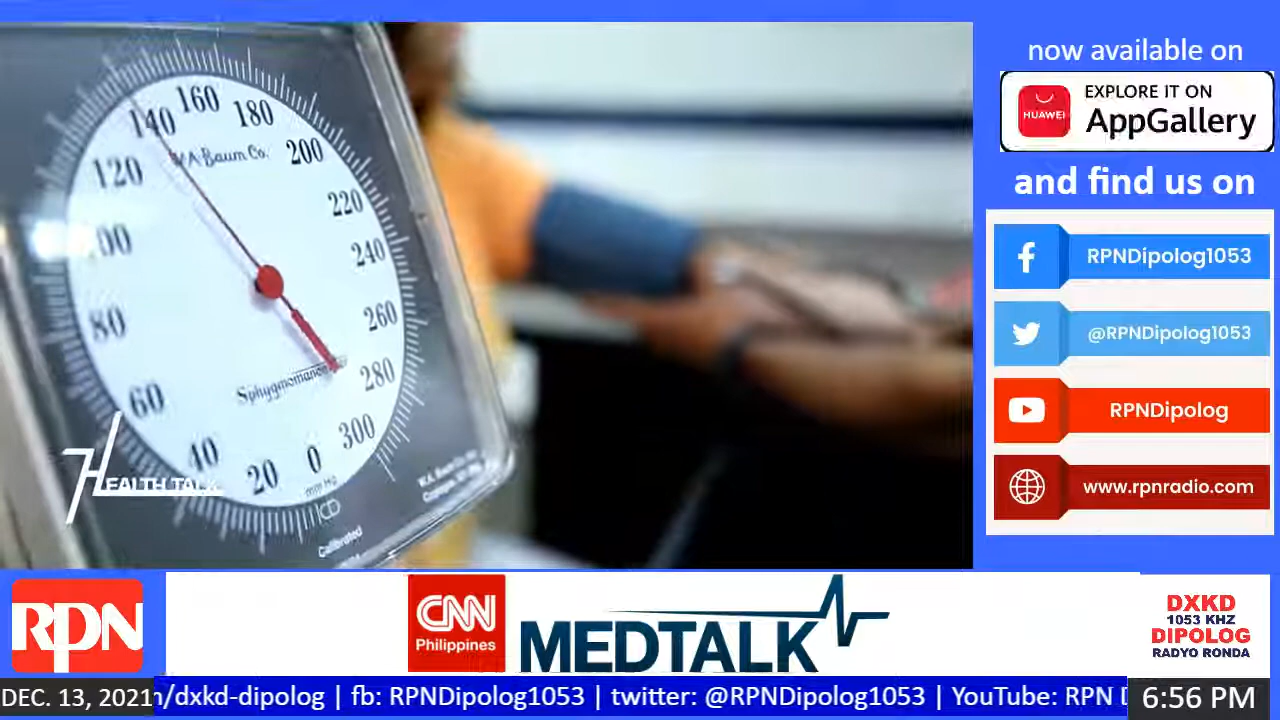 now available on
EXPLORE IT ON
HUAWEI
AppGallery
and find us on
RPNDipolog1053
@RPNDipolog1053
RPNDipolog
www.rpnradio.com
160
140
180
W.A. Baum Co.
200
120
220
240
80
260
280
60
300
40
20
0
mm Hg
Calibrated
HEALTH TALK
RPN
CNN
Philippines
MEDTALK
DXKD
1053 KHZ
DIPOLOG
RADYO RONDA
DEC. 13, 2021
/dxkd-dipolog | fb: RPNDipolog1053 | twitter: @RPNDipolog1053 | YouTube: RPN
6:56 PM